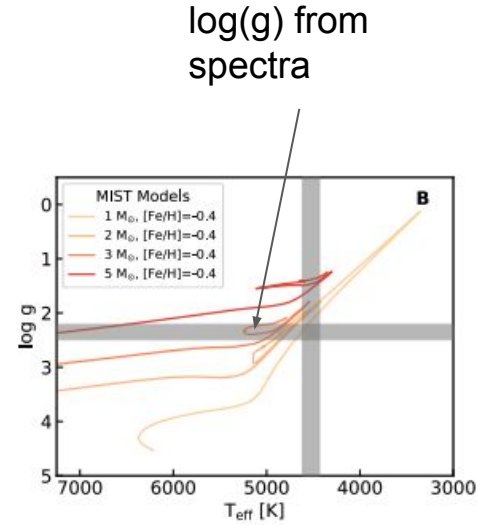 log(g) from
spectra
B
MIST Models
1 M☉, [Fe/H]=-0.4
2 M☉, [Fe/H]=-0.4
3 M☉, [Fe/H]=-0.4
5 M☉, [Fe/H]=-0.4
0
1
2
3
4
5
log g
7000 6000 5000 4000 3000
Teff [K]